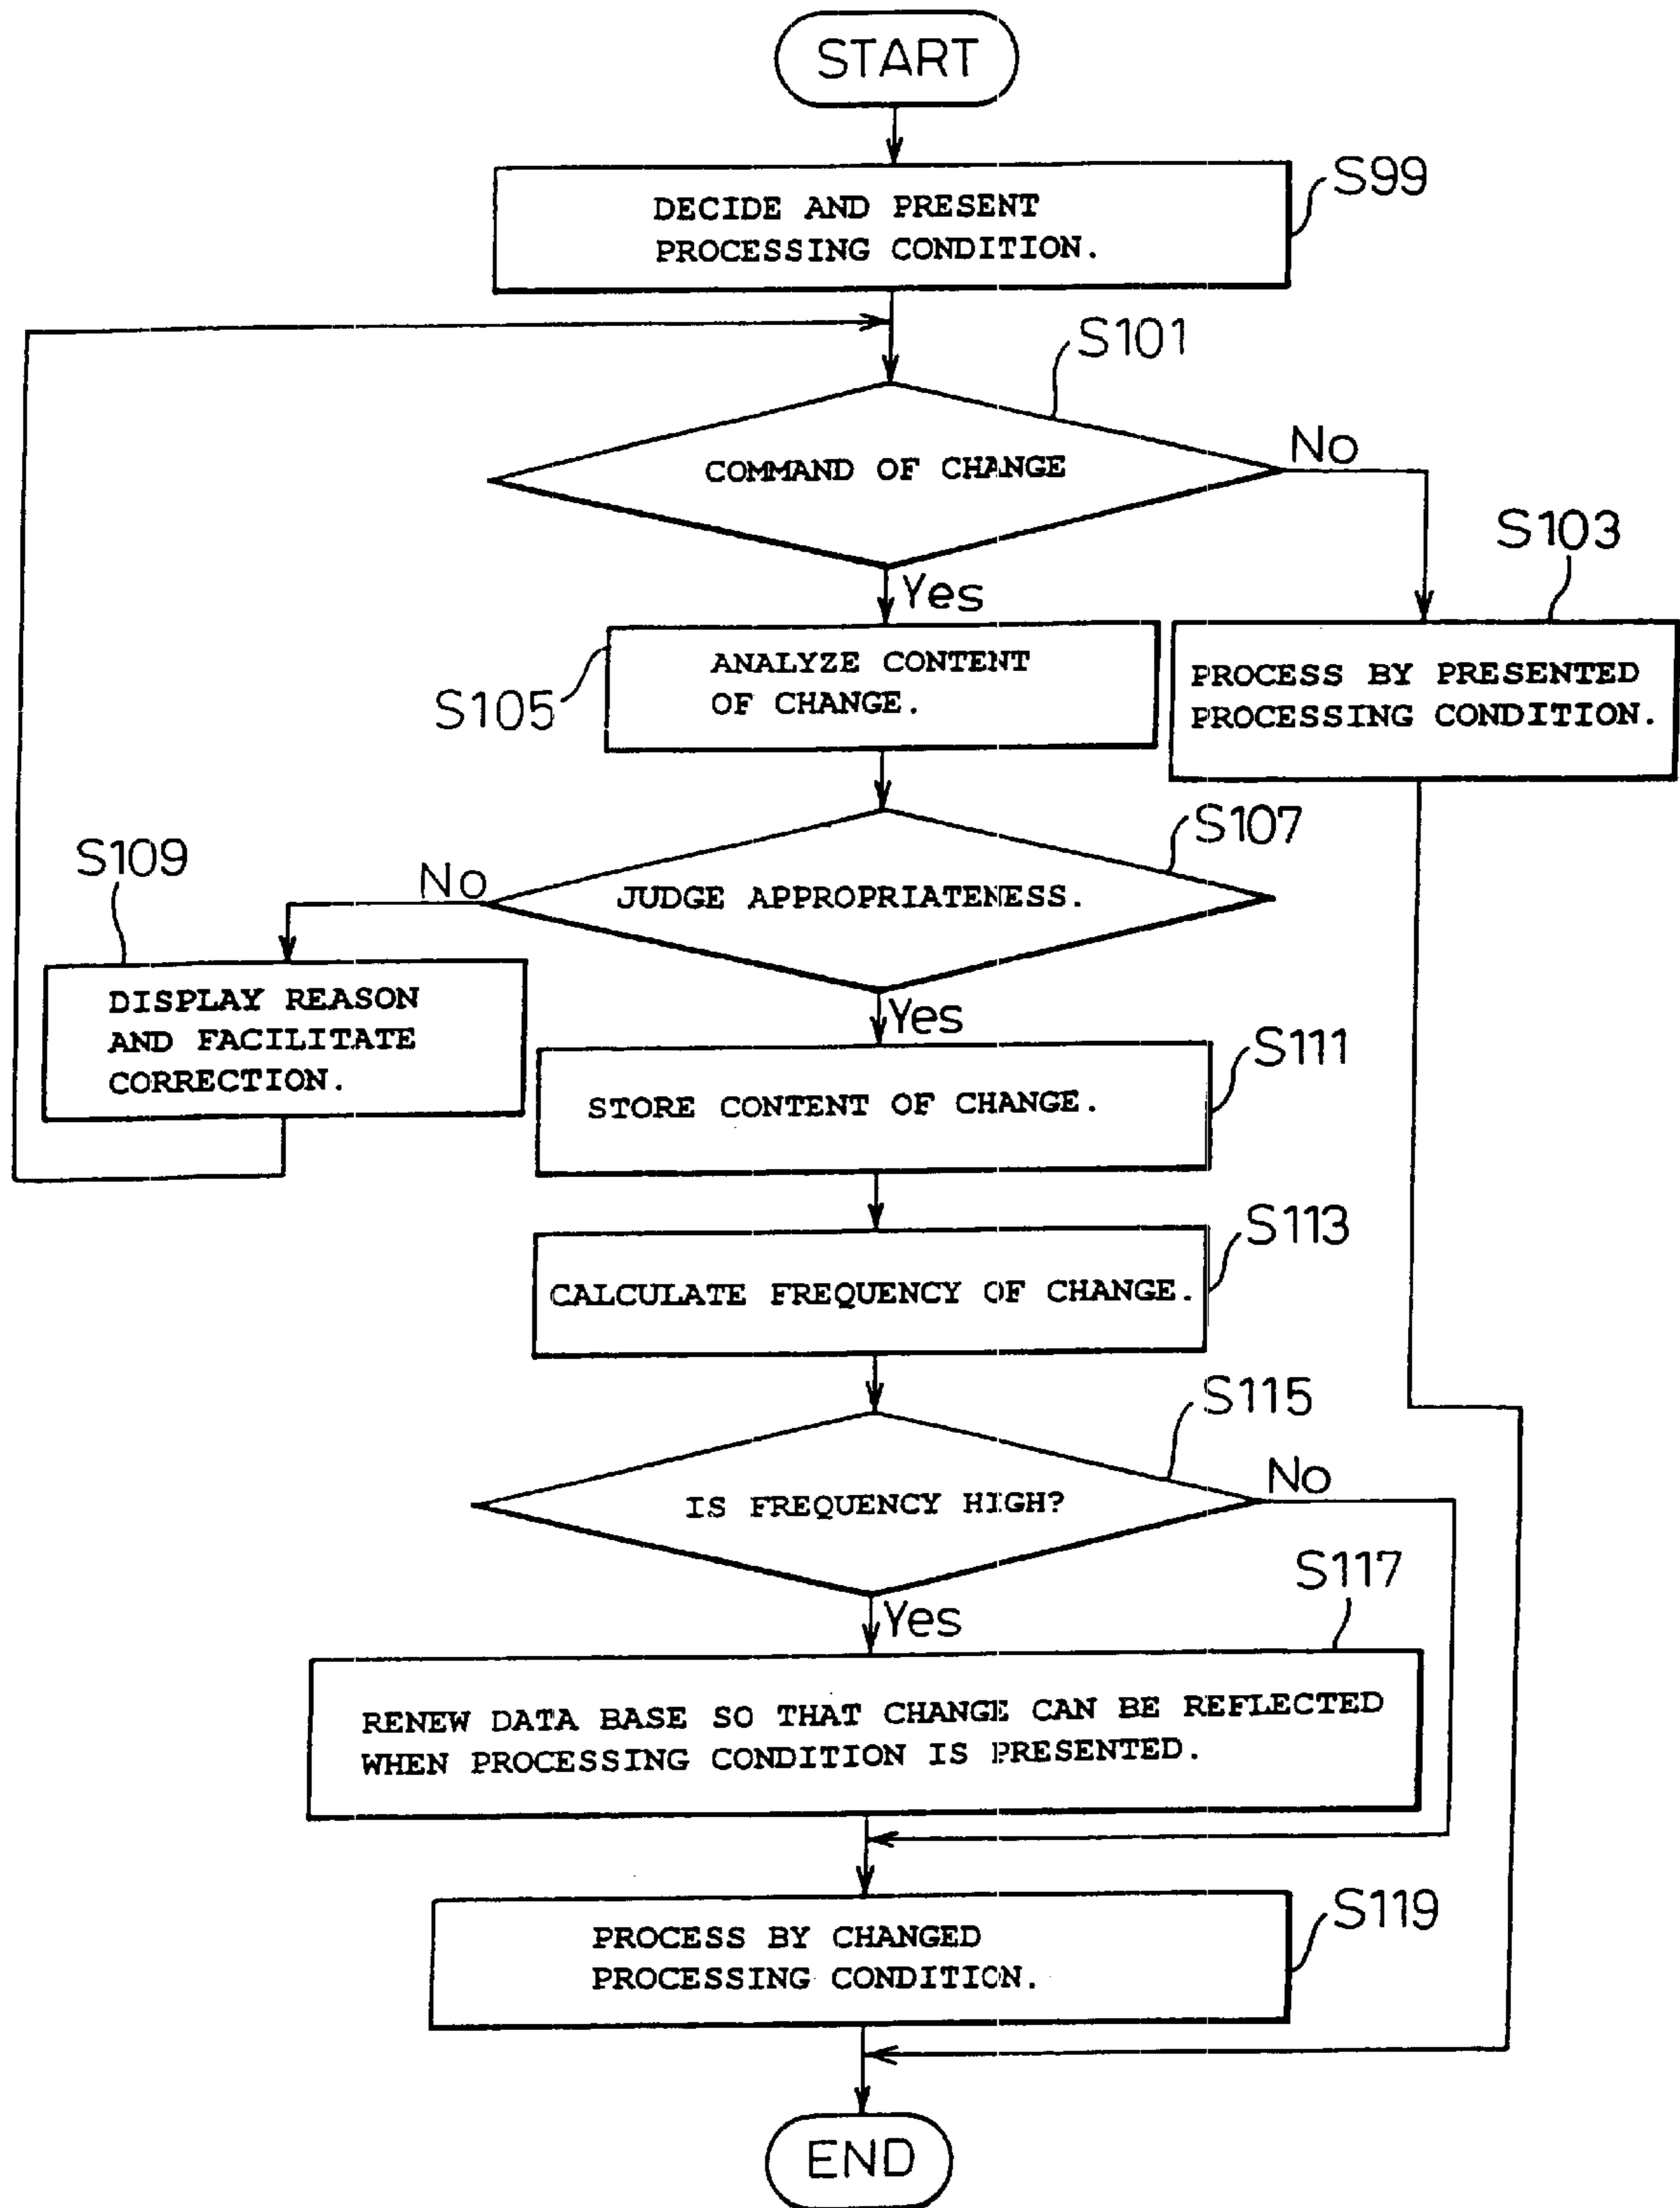 START
DECIDE AND PRESENT
PROCESSING CONDITION.
S99
S101
COMMAND OF CHANGE
No
Yes
S103
ANALYZE CONTENT
OF CHANGE.
S105
PROCESS BY PRESENTED
PROCESSING CONDITION.
S107
JUDGE APPROPRIATENESS.
No
S109
DISPLAY REASON
AND FACILITATE
CORRECTION.
Yes
S111
STORE CONTENT OF CHANGE.
S113
CALCULATE FREQUENCY OF CHANGE.
S115
IS FREQUENCY HIGH?
No
Yes
S117
RENEW DATA BASE SO THAT CHANGE CAN BE REFLECTED
WHEN PROCESSING CONDITION IS PRESENTED.
S119
PROCESS BY CHANGED
PROCESSING CONDITION.
END